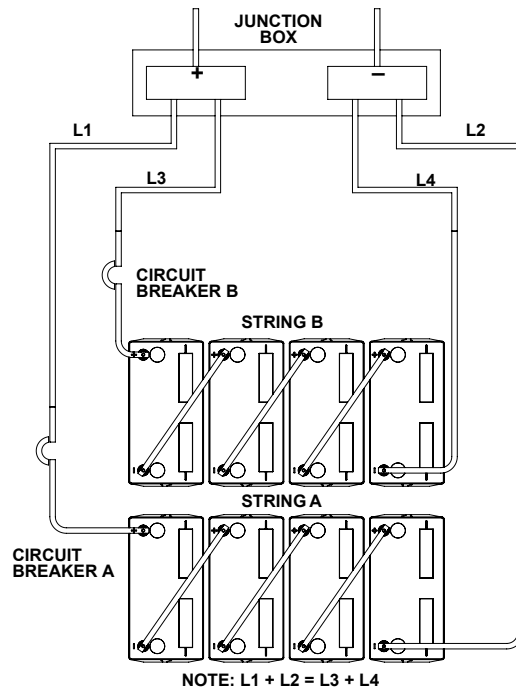 JUNCTION
BOX
+
−
L1
L2
L3
L4
CIRCUIT
BREAKER B
STRING B
STRING A
CIRCUIT
BREAKER A
NOTE: L1 + L2 = L3 + L4